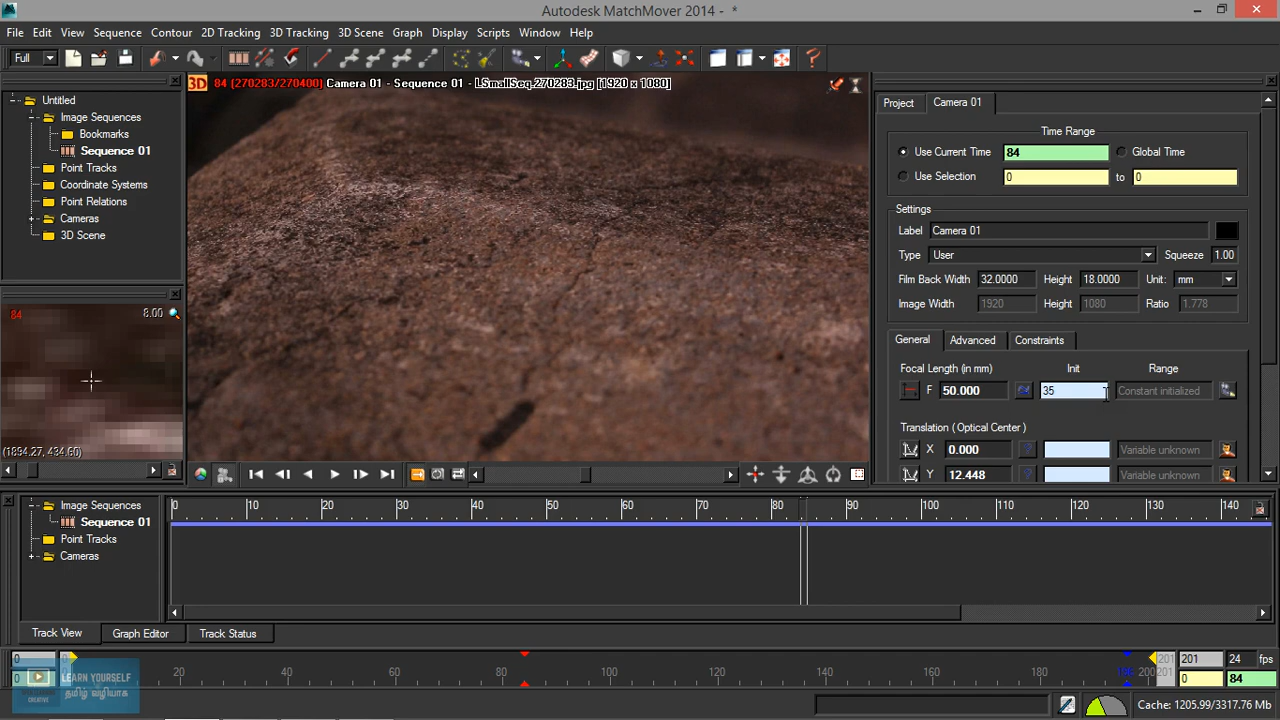 Autodesk MatchMover 2014 - *
File Edit View Sequence Contour 2D Tracking 3D Tracking 3D Scene Graph Display Scripts Window Help
Full
Untitled
Image Sequences
Bookmarks
Sequence 01
Point Tracks
Coordinate Systems
Point Relations
Cameras
3D Scene
84 8.00
(1894.27, 434.60)
3D 84 (270283/270400) Camera 01 - Sequence 01 - LSmallSeq.270283.jpg [1920 x 1080]
Project Camera 01
Time Range
Use Current Time 84 Global Time
Use Selection 0 to 0
Settings
Label Camera 01
Type User Squeeze 1.00
Film Back Width 32.0000 Height 18.0000 Unit: mm
Image Width 1920 Height 1080 Ratio 1.778
General Advanced Constraints
Focal Length (in mm) Init Range
F 50.000 35 Constant initialized
Translation ( Optical Center )
X 0.000 Variable unknown
Y 12.448 Variable unknown
Image Sequences
Sequence 01
Point Tracks
Cameras
0 10 20 30 40 50 60 70 80 90 100 110 120 130 140
Track View Graph Editor Track Status
0 0 20 40 60 80 100 120 140 160 180 200 201 201 24 fps
0 201 0 84
LEARN YOURSELF
தமிழ் வழியாக
Cache: 1205.99/3317.76 Mb